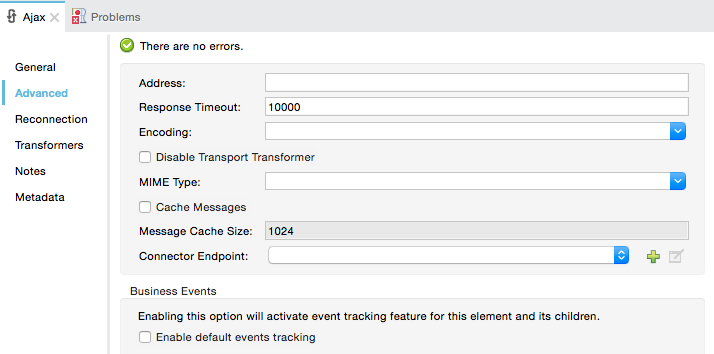 Ajax
Problems
There are no errors.
General
Advanced
Reconnection
Transformers
Notes
Metadata
Address:
Response Timeout: 10000
Encoding:
Disable Transport Transformer
MIME Type:
Cache Messages
Message Cache Size: 1024
Connector Endpoint:
Business Events
Enabling this option will activate event tracking feature for this element and its children.
Enable default events tracking